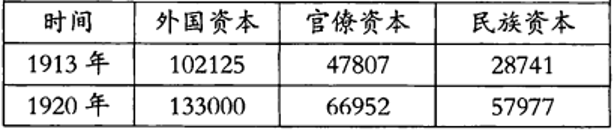 时间 外国资本 官僚资本 民族资本
1913 年 102125 47807 28741
1920 年 133000 66952 57977